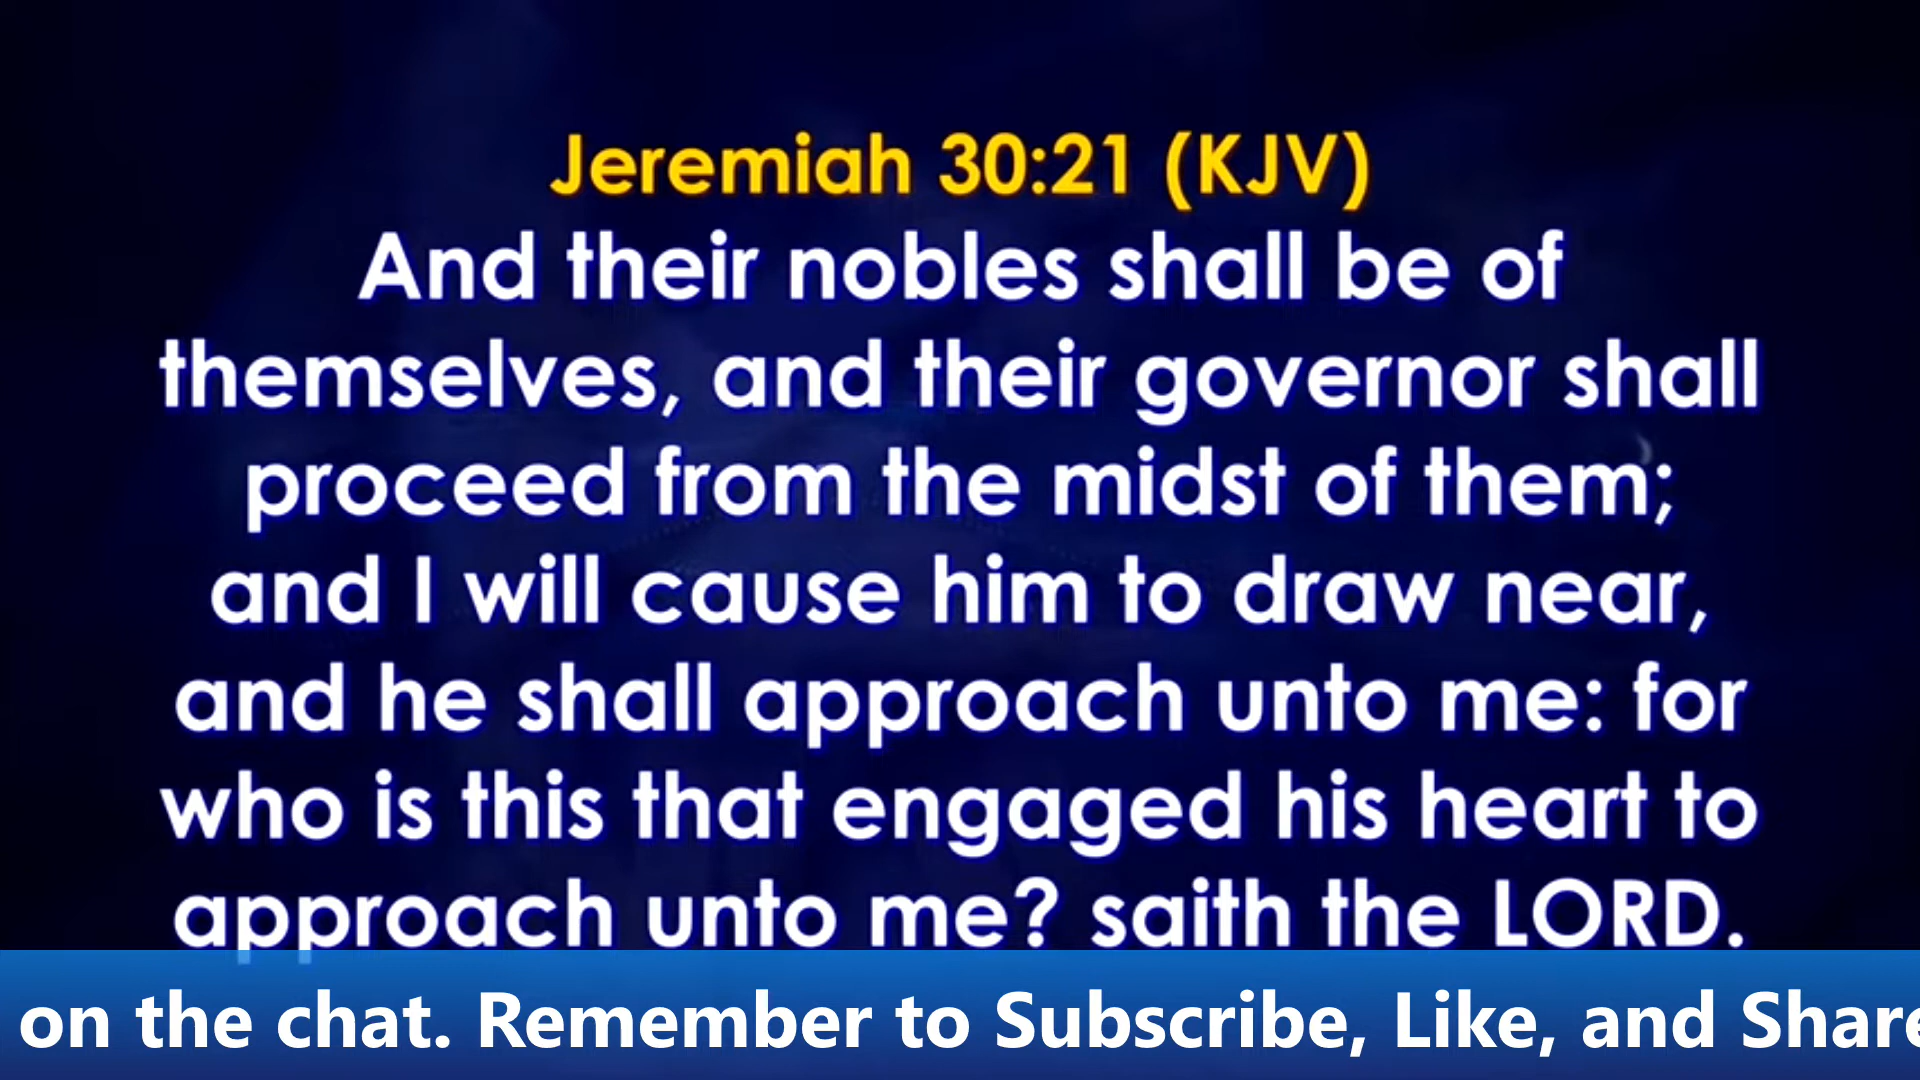 Jeremiah 30:21 (KJV)
And their nobles shall be of
themselves, and their governor shall
proceed from the midst of them;
and I will cause him to draw near,
and he shall approach unto me: for
who is this that engaged his heart to
approach unto me? saith the LORD.
on the chat. Remember to Subscribe, Like, and Share